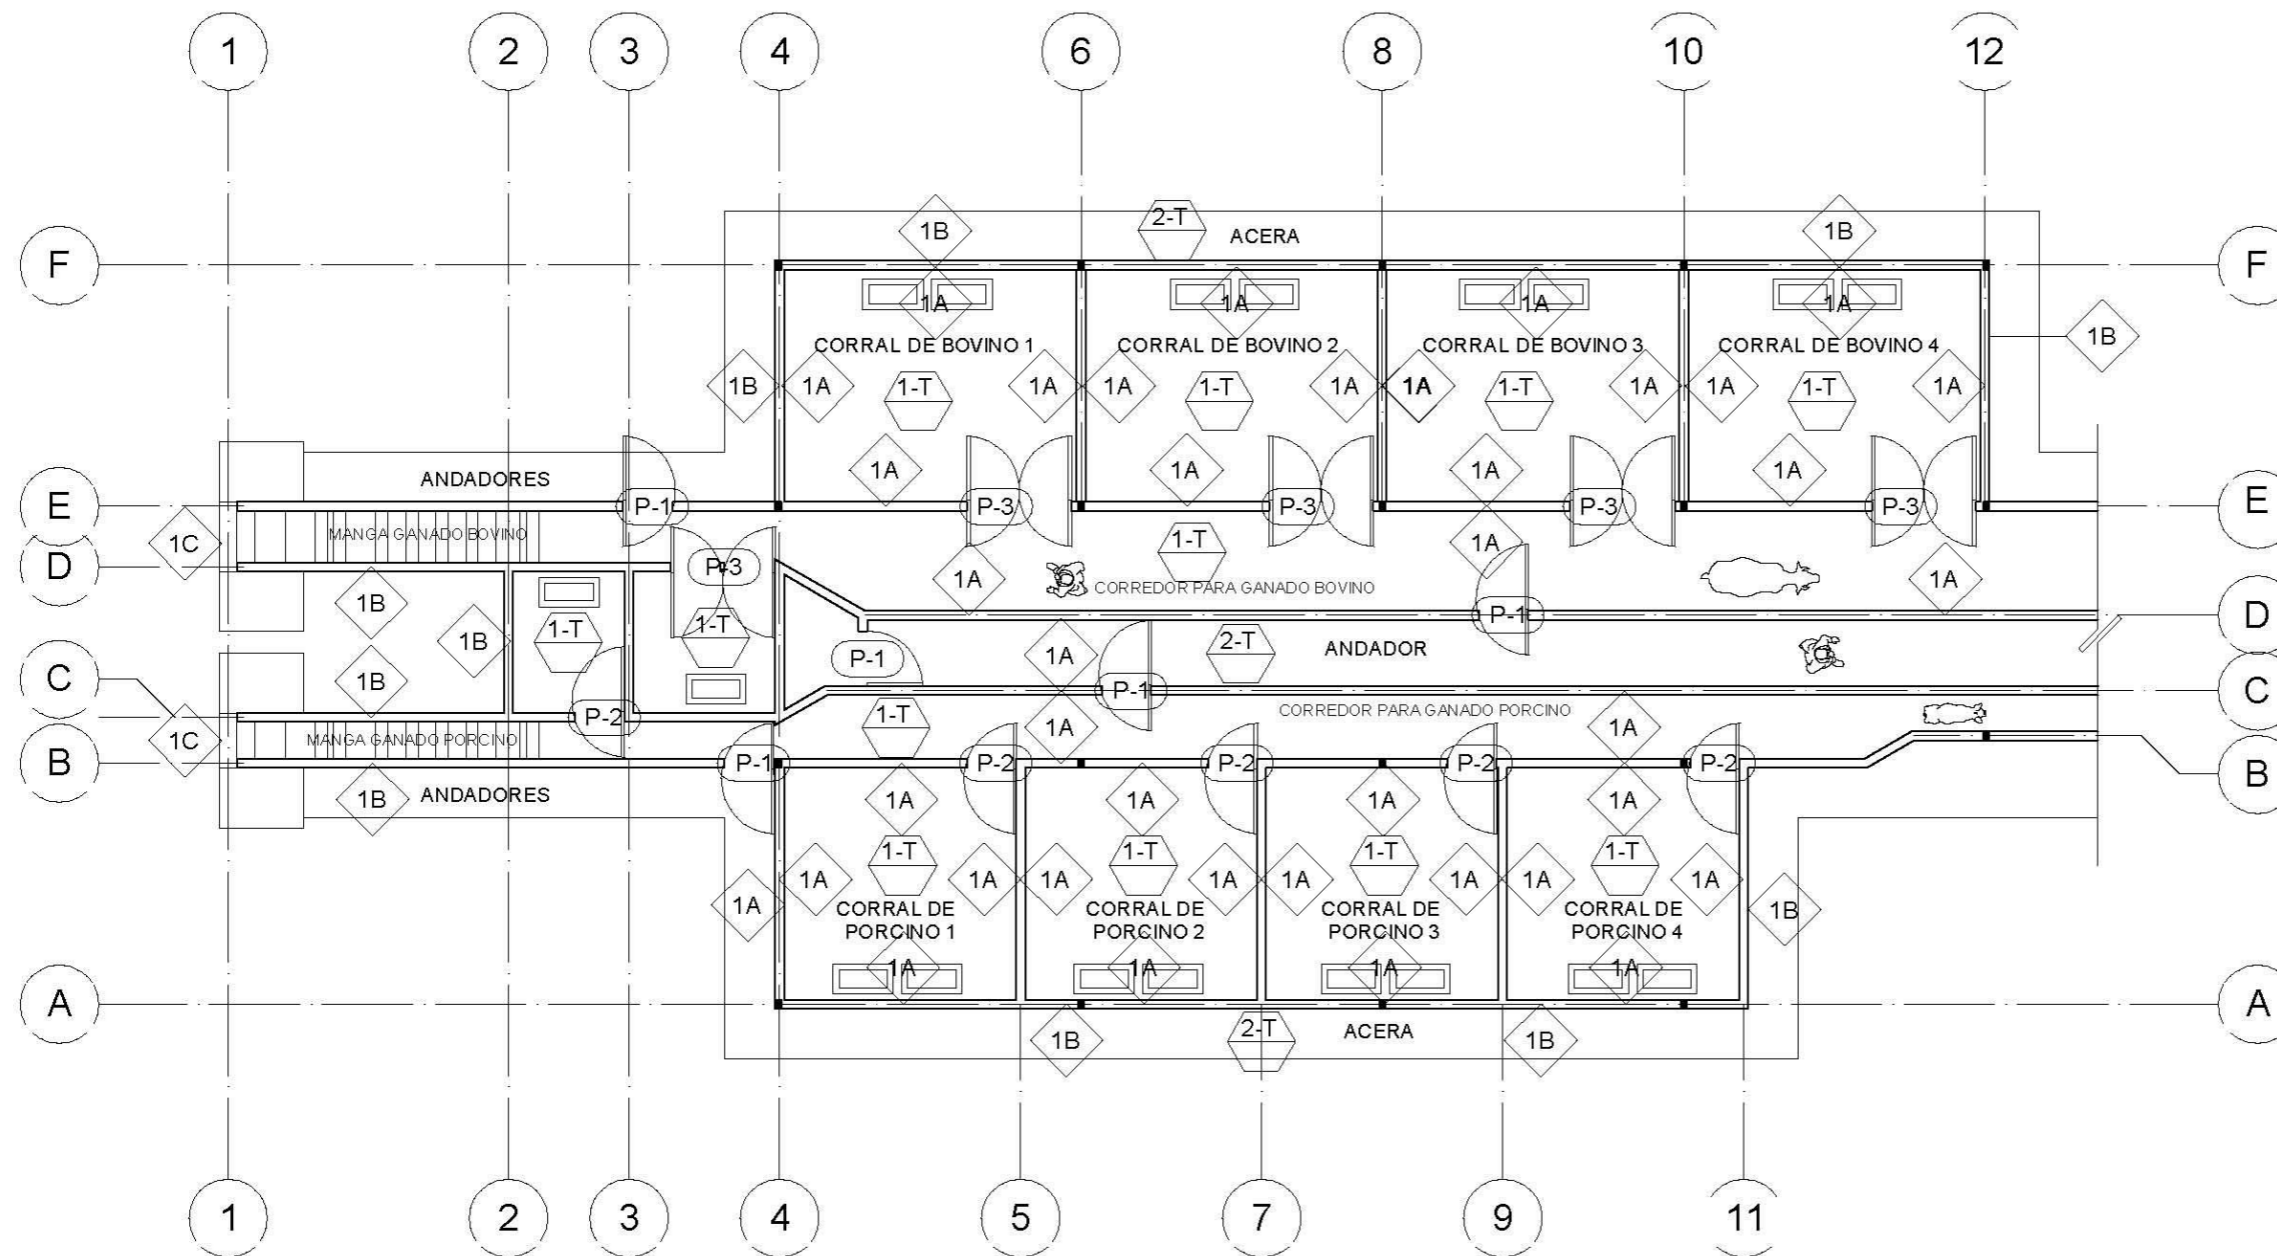 1 2 3 4 6 8 10 12
2-T
1B ACERA 1B
F F
1A 1A 1A 1A
1B
CORRAL DE BOVINO 1 CORRAL DE BOVINO 2 CORRAL DE BOVINO 3 CORRAL DE BOVINO 4
1B 1A 1A 1A 1A 1A 1A 1A 1A
1-T 1-T 1-T 1-T
1A 1A 1A 1A
ANDADORES
E P-1 P-3 P-3 P-3 P-3 E
MANGA GANADO BOVINO
1C 1-T 1A
D P-3
1A 1A
CORREDOR PARA GANADO BOVINO
1B
P-1 D
1B 1-T 1-T
2-T ANDADOR
P-1 1A
C 1B P-1 C
CORREDOR PARA GANADO PORCINO
P-2 1-T 1A 1A
1C MANGA GANADO PORCINO
B P-1 P-2 P-2 P-2 P-2 B
1B ANDADORES 1A 1A 1A 1A
1-T 1-T 1-T 1-T
1A 1A 1A 1A 1A 1A 1A 1A
1A 1B
CORRAL DE CORRAL DE CORRAL DE CORRAL DE
PORCINO 1 PORCINO 2 PORCINO 3 PORCINO 4
1A 1A 1A 1A
A A
2-T ACERA
1B 1B
1 2 3 4 5 7 9 11